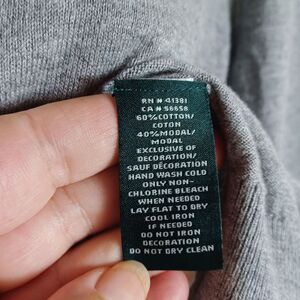 RN # 41381
CA # 56658
60% COTTON/
COTON
40% MODAL/
MODAL
EXCLUSIVE OF
DECORATION/
SAUF DÉCORATION
HAND WASH COLD
ONLY NON-
CHLORINE BLEACH
WHEN NEEDED
LAY FLAT TO DRY
COOL IRON
IF NEEDED
DO NOT IRON
DECORATION
DO NOT DRY CLEAN